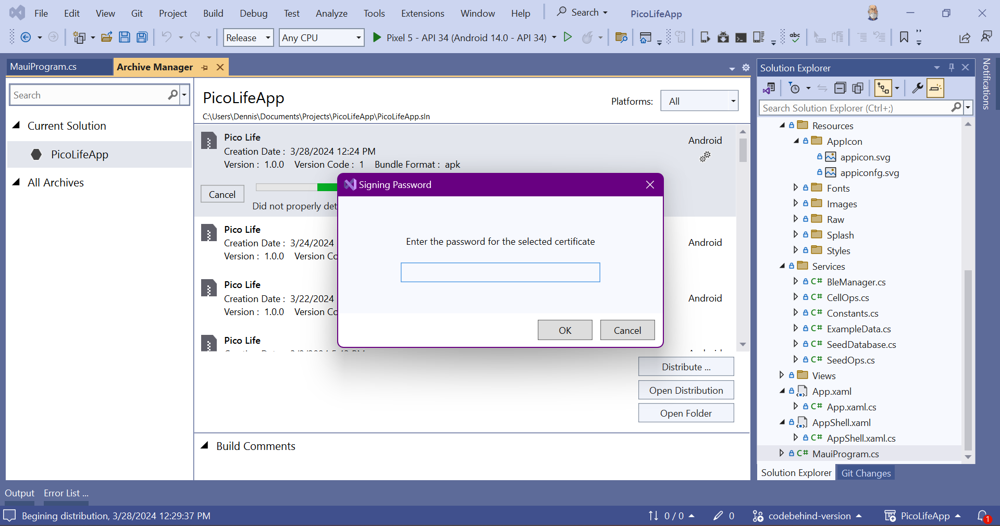 File Edit View Git Project Build Debug Test Analyze Tools Extensions Window Help Search PicoLifeApp
Release Any CPU Pixel 5 - API 34 (Android 14.0 - API 34) abc
MauiProgram.cs Archive Manager
Search
Current Solution
PicoLifeApp
All Archives
PicoLifeApp
C:\Users\Dennis\Documents\Projects\PicoLifeApp\PicoLifeApp.sln
Platforms: All
Pico Life
Creation Date : 3/28/2024 12:24 PM
Version : 1.0.0 Version Code : 1 Bundle Format : apk
Android
Cancel
Did not properly det
Pico Life
Creation Date : 3/24/2024
Version : 1.0.0 Version Co
Android
Pico Life
Creation Date : 3/22/2024
Version : 1.0.0 Version Co
Android
Pico Life
Signing Password
Enter the password for the selected certificate
OK Cancel
Distribute ...
Open Distribution
Open Folder
Build Comments
Solution Explorer
Search Solution Explorer (Ctrl+;)
Resources
AppIcon
appicon.svg
appiconfg.svg
Fonts
Images
Raw
Splash
Styles
Services
C# BleManager.cs
C# CellOps.cs
C# Constants.cs
C# ExampleData.cs
C# SeedDatabase.cs
C# SeedOps.cs
Views
App.xaml
C# App.xaml.cs
AppShell.xaml
C# AppShell.xaml.cs
C# MauiProgram.cs
Solution Explorer Git Changes
Notifications
Output Error List ...
Begining distribution, 3/28/2024 12:29:37 PM 0 / 0 0 codebehind-version PicoLifeApp 1